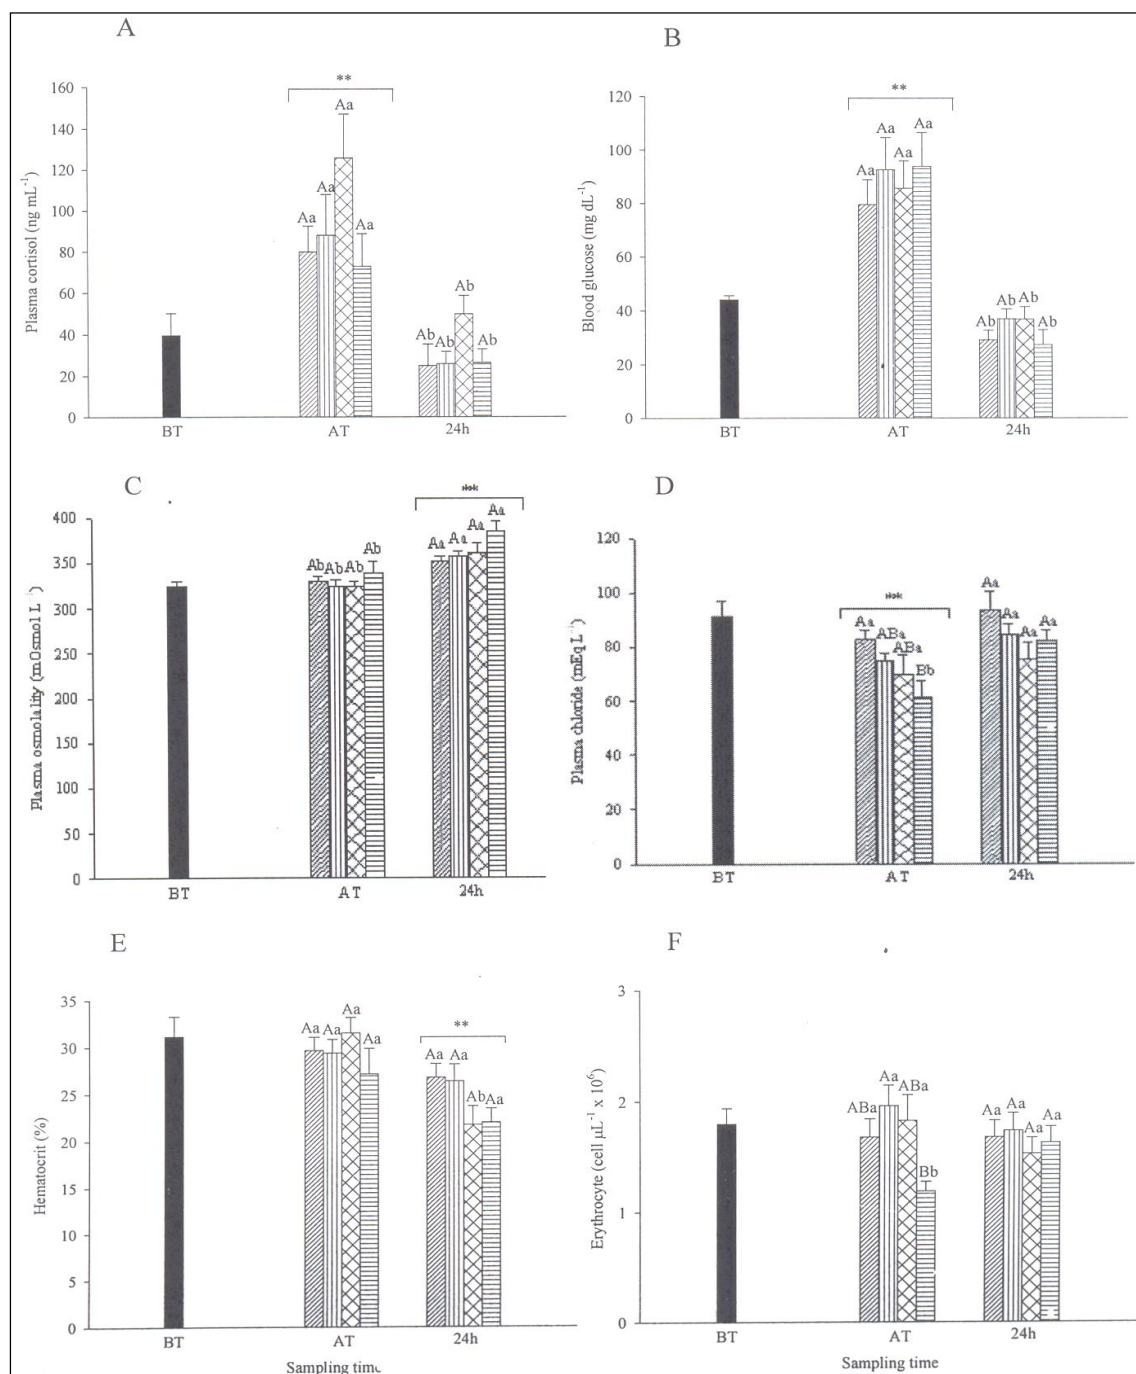 A
Plasma cortisol (ng mL⁻¹)
160
140
120
100
80
60
40
20
0
**
Aa Aa Aa Aa
Ab Ab Ab Ab
BT AT 24h
B
Blood glucose (mg dL⁻¹)
120
100
80
60
40
20
0
**
Aa Aa Aa Aa
Ab Ab Ab Ab
BT AT 24h
C
Plasma osmolality (mOsmol L⁻¹)
400
350
300
250
200
150
100
50
0
**
Ab Ab Ab Ab
Aa Aa Aa Aa
BT AT 24h
D
Plasma chloride (mEq L⁻¹)
120
100
80
60
40
20
0
**
Aa ABa ABa Bb
Aa Aa Aa Aa
BT AT 24h
E
Hematocrit (%)
35
30
25
20
15
10
5
0
**
Aa Aa Aa Aa
Aa Aa Ab Aa
BT AT 24h
Sampling time
F
Erythrocyte (cell µL⁻¹ x 10⁶)
3
2
1
0
ABa Aa ABa Bb
Aa Aa Aa Aa
BT AT 24h
Sampling time